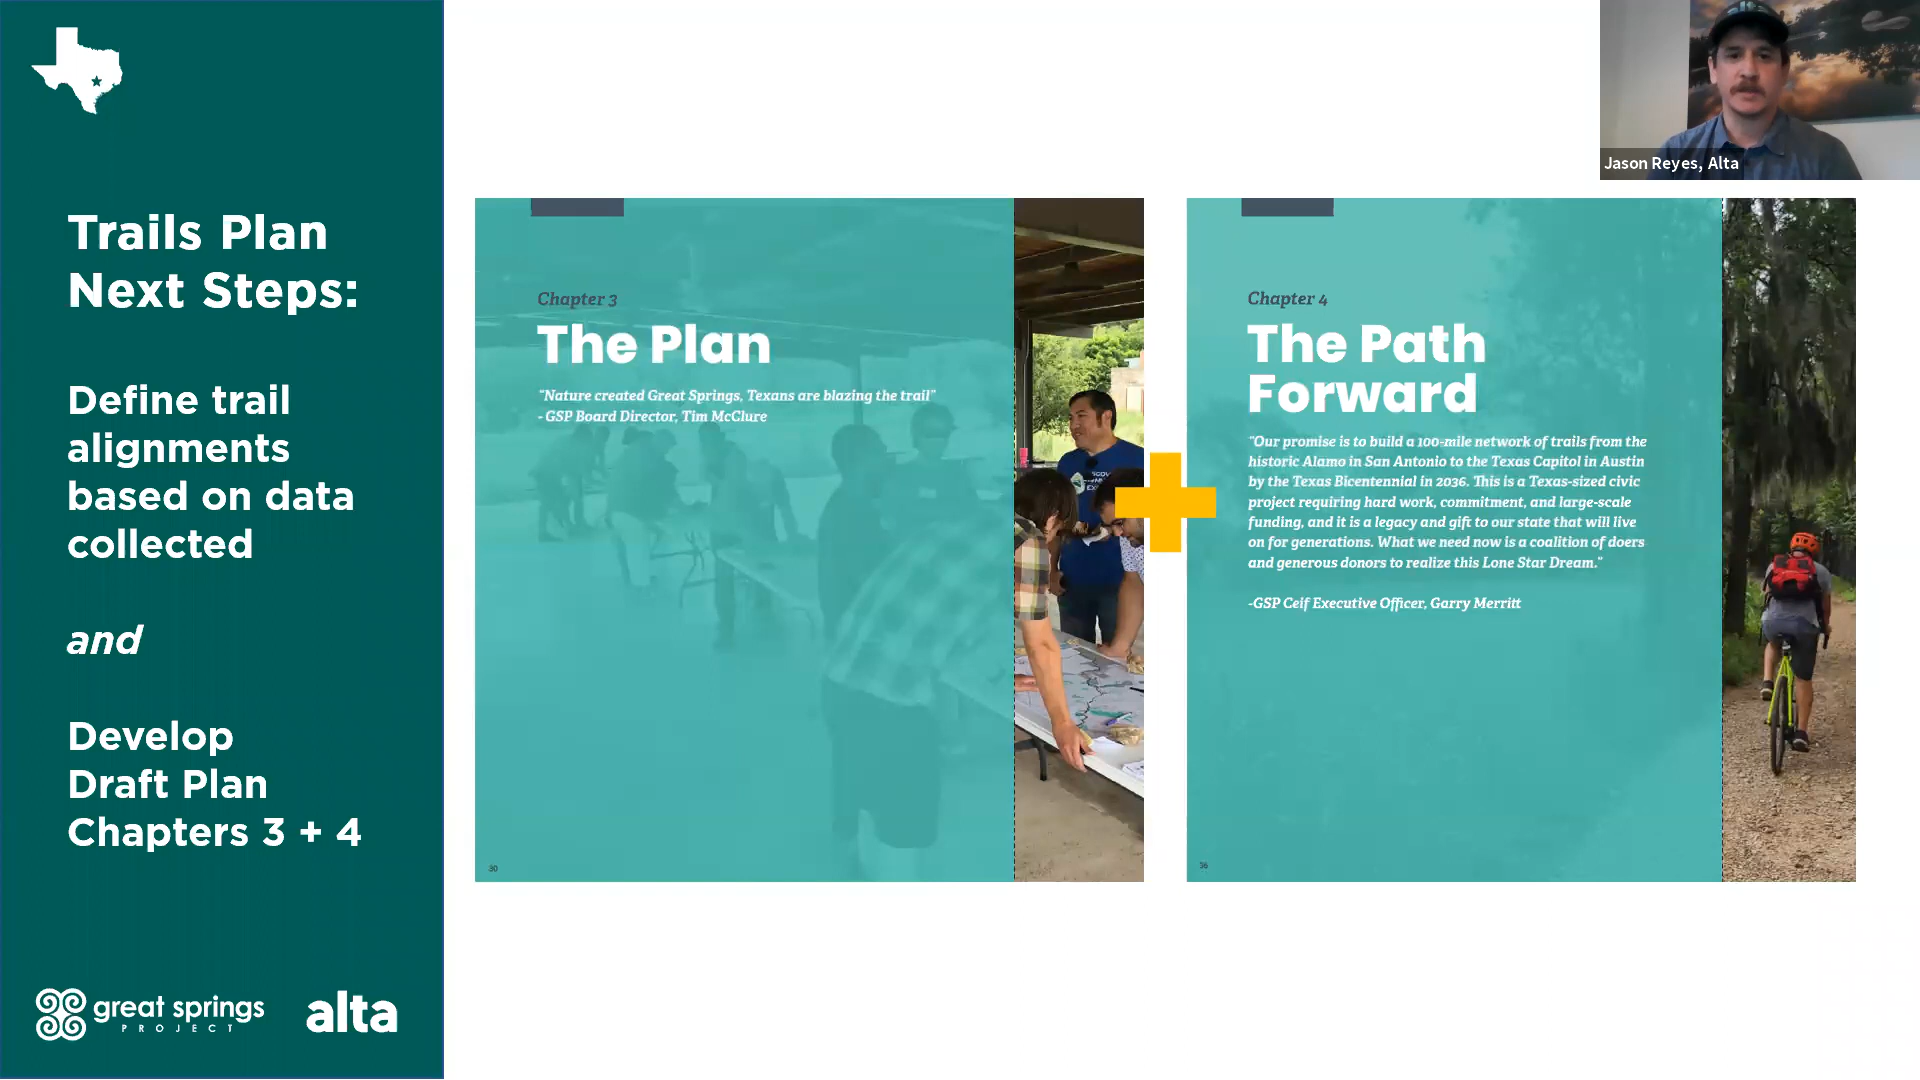 Trails Plan
Next Steps:
Define trail
alignments
based on data
collected
and
Develop
Draft Plan
Chapters 3 + 4
great springs
PROJECT
alta
Chapter 3
The Plan
"Nature created Great Springs, Texans are blazing the trail"
- GSP Board Director, Tim McClure
30
Chapter 4
The Path
Forward
"Our promise is to build a 100-mile network of trails from the
historic Alamo in San Antonio to the Texas Capitol in Austin
by the Texas Bicentennial in 2036. This is a Texas-sized civic
project requiring hard work, commitment, and large-scale
funding, and it is a legacy and gift to our state that will live
on for generations. What we need now is a coalition of doers
and generous donors to realize this Lone Star Dream."
-GSP Ceif Executive Officer, Garry Merritt
36
Jason Reyes, Alta